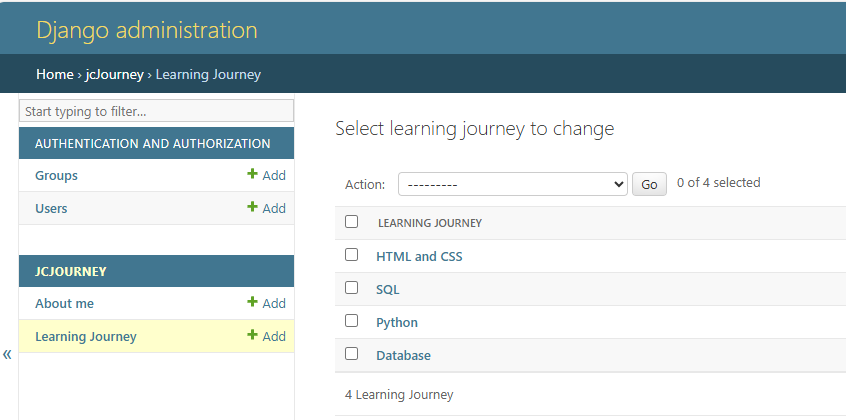 Django administration
Home › jcJourney › Learning Journey
Start typing to filter...
AUTHENTICATION AND AUTHORIZATION
Groups + Add
Users + Add
JCJOURNEY
About me + Add
Learning Journey + Add
«
Select learning journey to change
Action: --------- Go 0 of 4 selected
LEARNING JOURNEY
HTML and CSS
SQL
Python
Database
4 Learning Journey